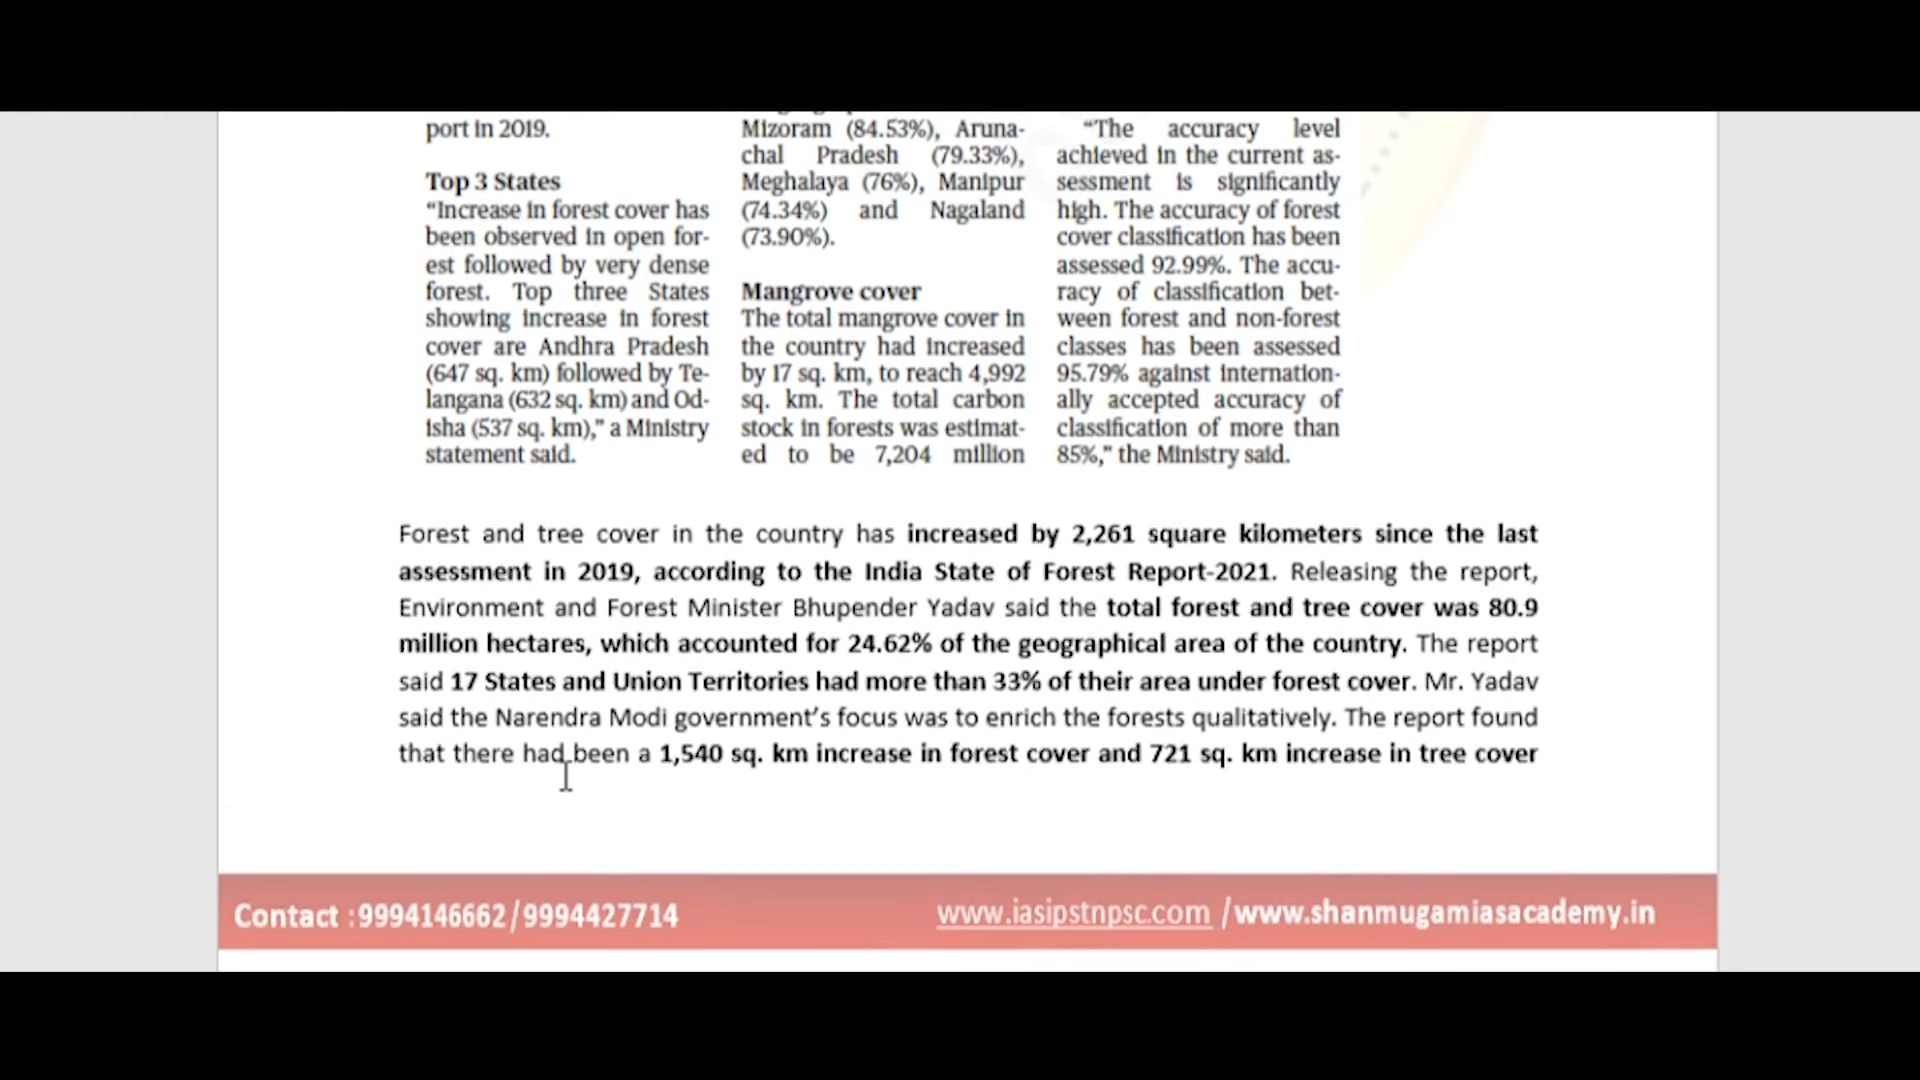 port in 2019.
Top 3 States
“Increase in forest cover has
been observed in open for-
est followed by very dense
forest. Top three States
showing increase in forest
cover are Andhra Pradesh
(647 sq. km) followed by Te-
langana (632 sq. km) and Od-
isha (537 sq. km),” a Ministry
statement said.
Mizoram (84.53%), Aruna-
chal Pradesh (79.33%),
Meghalaya (76%), Manipur
(74.34%) and Nagaland
(73.90%).
Mangrove cover
The total mangrove cover in
the country had increased
by 17 sq. km, to reach 4,992
sq. km. The total carbon
stock in forests was estimat-
ed to be 7,204 million
“The accuracy level
achieved in the current as-
sessment is significantly
high. The accuracy of forest
cover classification has been
assessed 92.99%. The accu-
racy of classification bet-
ween forest and non-forest
classes has been assessed
95.79% against internation-
ally accepted accuracy of
classification of more than
85%,” the Ministry said.
Forest and tree cover in the country has increased by 2,261 square kilometers since the last
assessment in 2019, according to the India State of Forest Report-2021. Releasing the report,
Environment and Forest Minister Bhupender Yadav said the total forest and tree cover was 80.9
million hectares, which accounted for 24.62% of the geographical area of the country. The report
said 17 States and Union Territories had more than 33% of their area under forest cover. Mr. Yadav
said the Narendra Modi government’s focus was to enrich the forests qualitatively. The report found
that there had been a 1,540 sq. km increase in forest cover and 721 sq. km increase in tree cover
Contact :9994146662/9994427714
www.iasipstnpsc.com /www.shanmugamiasacademy.in